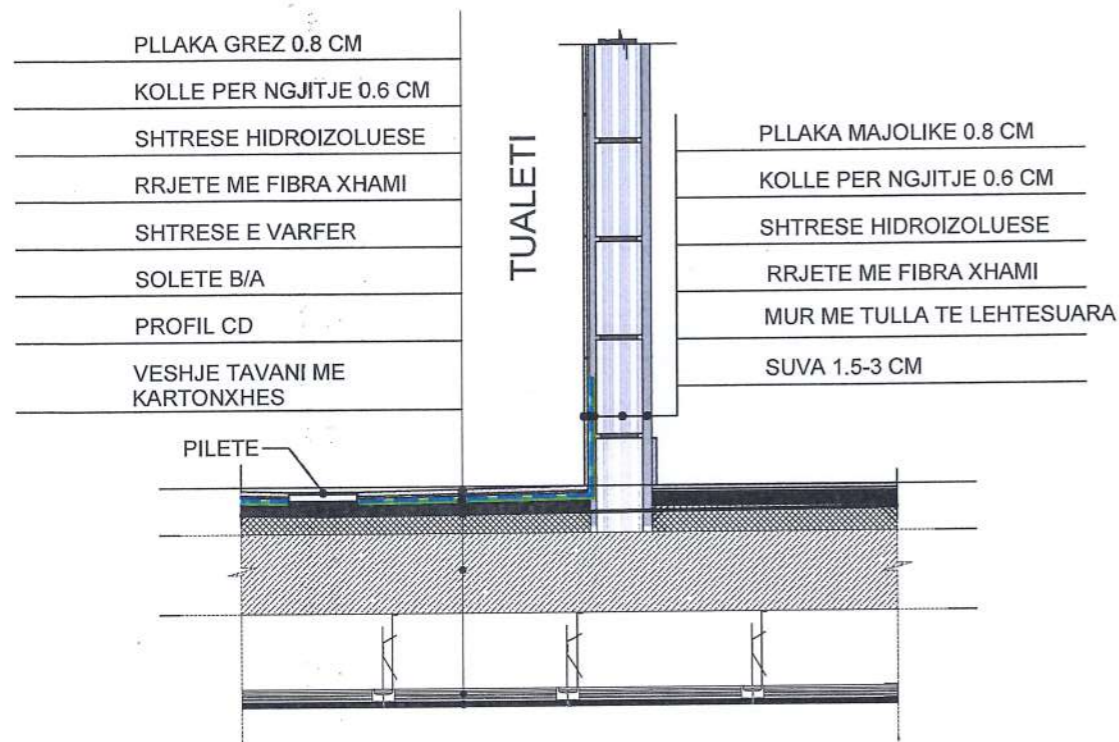 PLLAKA GREZ 0.8 CM
KOLLE PER NGJITJE 0.6 CM
SHTRESE HIDROIZOLUESE
RRJETE ME FIBRA XHAMI
SHTRESE E VARFER
SOLETE B/A
PROFIL CD
VESHJE TAVANI ME
KARTONXHES
PILETE
TUALETI
PLLAKA MAJOLIKE 0.8 CM
KOLLE PER NGJITJE 0.6 CM
SHTRESE HIDROIZOLUESE
RRJETE ME FIBRA XHAMI
MUR ME TULLA TE LEHTESUARA
SUVA 1.5-3 CM